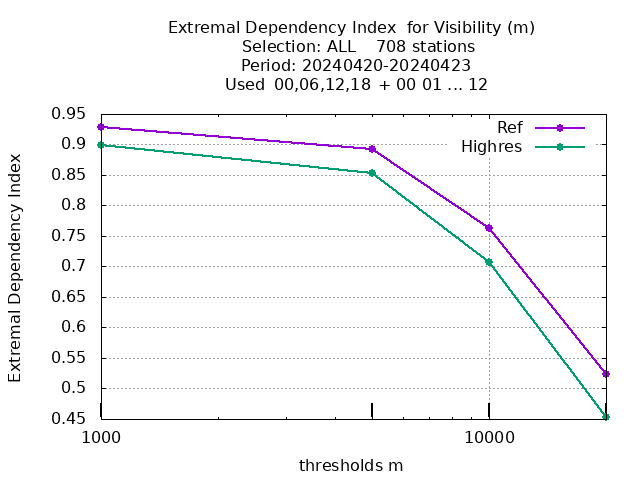 Extremal Dependency Index  for Visibility (m)
Selection: ALL    708 stations
Period: 20240420-20240423
Used  00,06,12,18 + 00 01 ... 12
Ref
Highres
0.95
0.9
0.85
0.8
0.75
0.7
0.65
0.6
0.55
0.5
0.45
Extremal Dependency Index
1000
10000
thresholds m